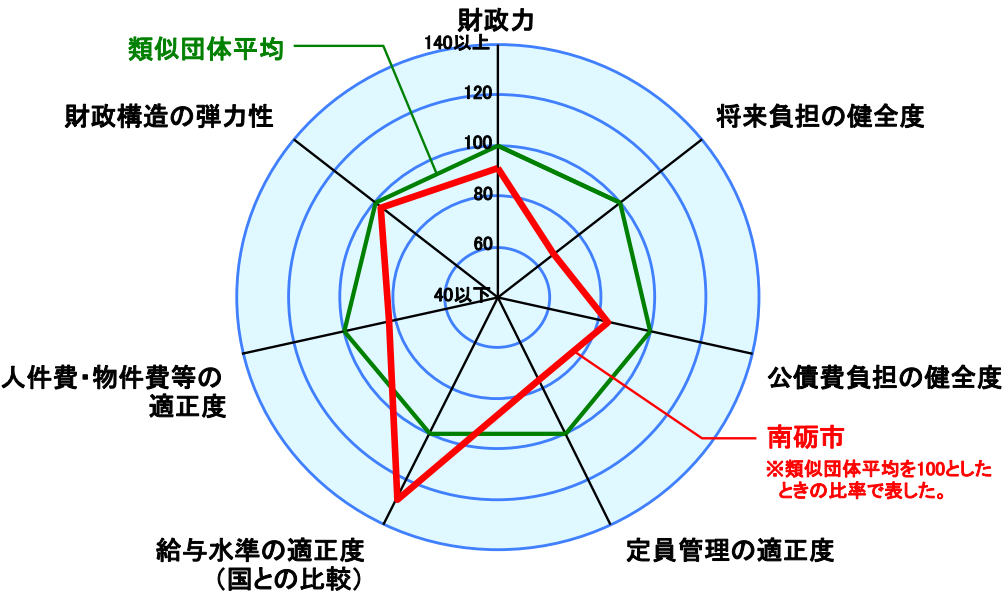 財政力
類似団体平均
140以上
120
100
80
60
40以下
財政構造の弾力性
将来負担の健全度
人件費・物件費等の
適正度
公債費負担の健全度
南砺市
※類似団体平均を100とした
ときの比率で表した。
給与水準の適正度
（国との比較）
定員管理の適正度